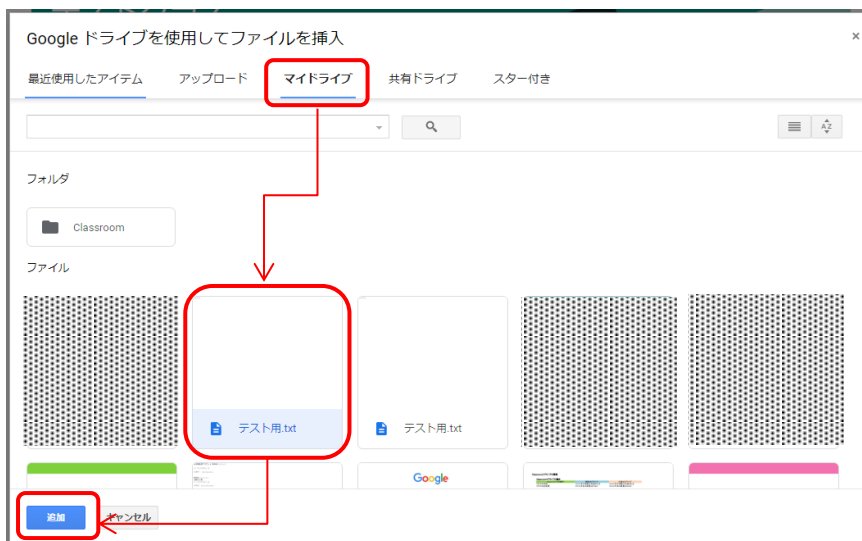 Google ドライブを使用してファイルを挿入
×
最近使用したアイテム アップロード マイドライブ 共有ドライブ スター付き
AZ
フォルダ
Classroom
ファイル
テスト用.txt テスト用.txt
Google
追加 キャンセル